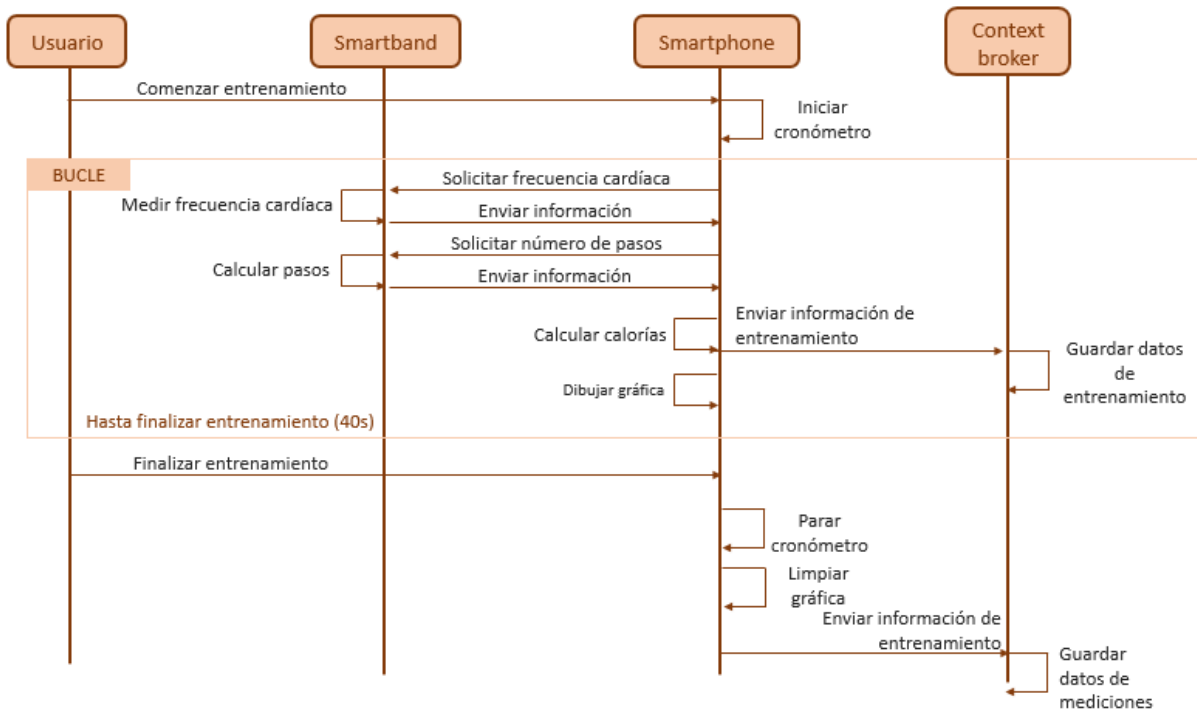 Usuario
Smartband
Smartphone
Context
broker
Comenzar entrenamiento
Iniciar
cronómetro
BUCLE
Solicitar frecuencia cardíaca
Medir frecuencia cardíaca
Enviar información
Solicitar número de pasos
Calcular pasos
Enviar información
Enviar información de
entrenamiento
Calcular calorías
Guardar datos
de
entrenamiento
Dibujar gráfica
Hasta finalizar entrenamiento (40s)
Finalizar entrenamiento
Parar
cronómetro
Limpiar
gráfica
Enviar información de
entrenamiento
Guardar
datos de
mediciones